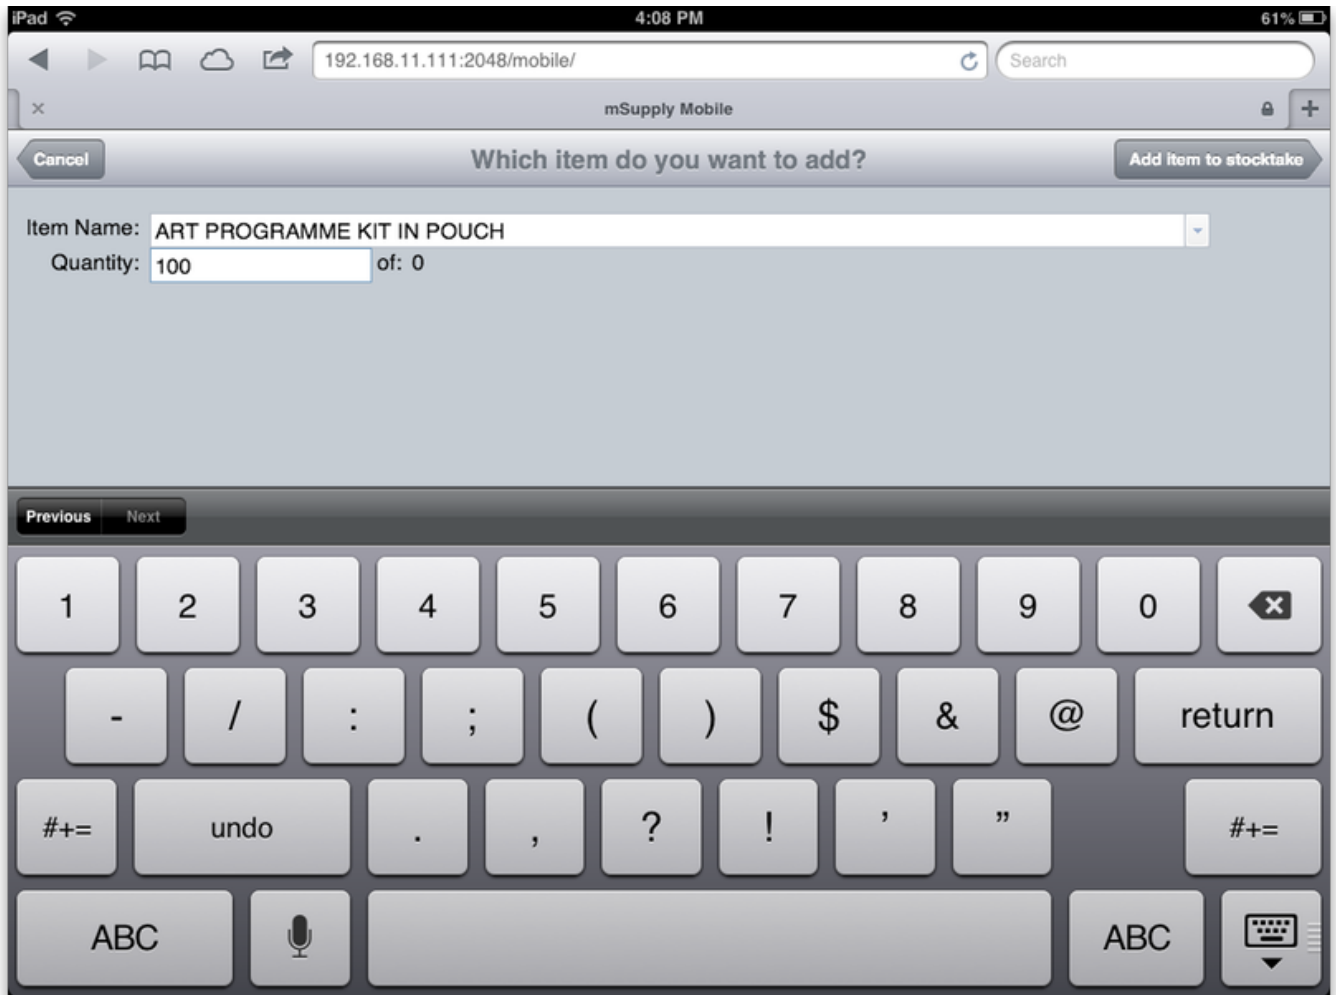 iPad 4:08 PM 61%
192.168.11.111:2048/mobile/ Search
mSupply Mobile
Cancel Which item do you want to add? Add item to stocktake
Item Name: ART PROGRAMME KIT IN POUCH
Quantity: 100 of: 0
Previous Next
1 2 3 4 5 6 7 8 9 0
- / : ; ( ) $ & @ return
#+= undo . , ? ! ’ ” #+=
ABC ABC